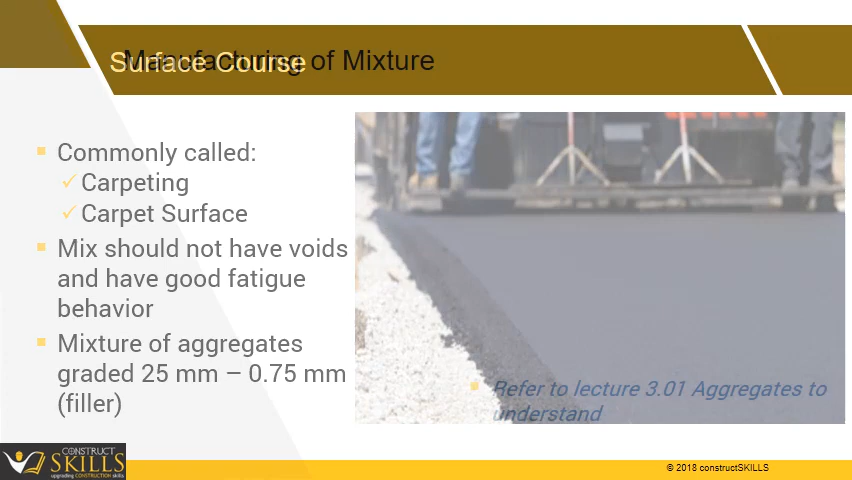 Surface Course
Manufacturing of Mixture
Commonly called:
Carpeting
Carpet Surface
Mix should not have voids
and have good fatigue
behavior
Mixture of aggregates
graded 25 mm – 0.75 mm
(filler)
Refer to lecture 3.01 Aggregates to
understand
CONSTRUCT
SKILLS
upgrading CONSTRUCTION skills
© 2018 constructSKILLS